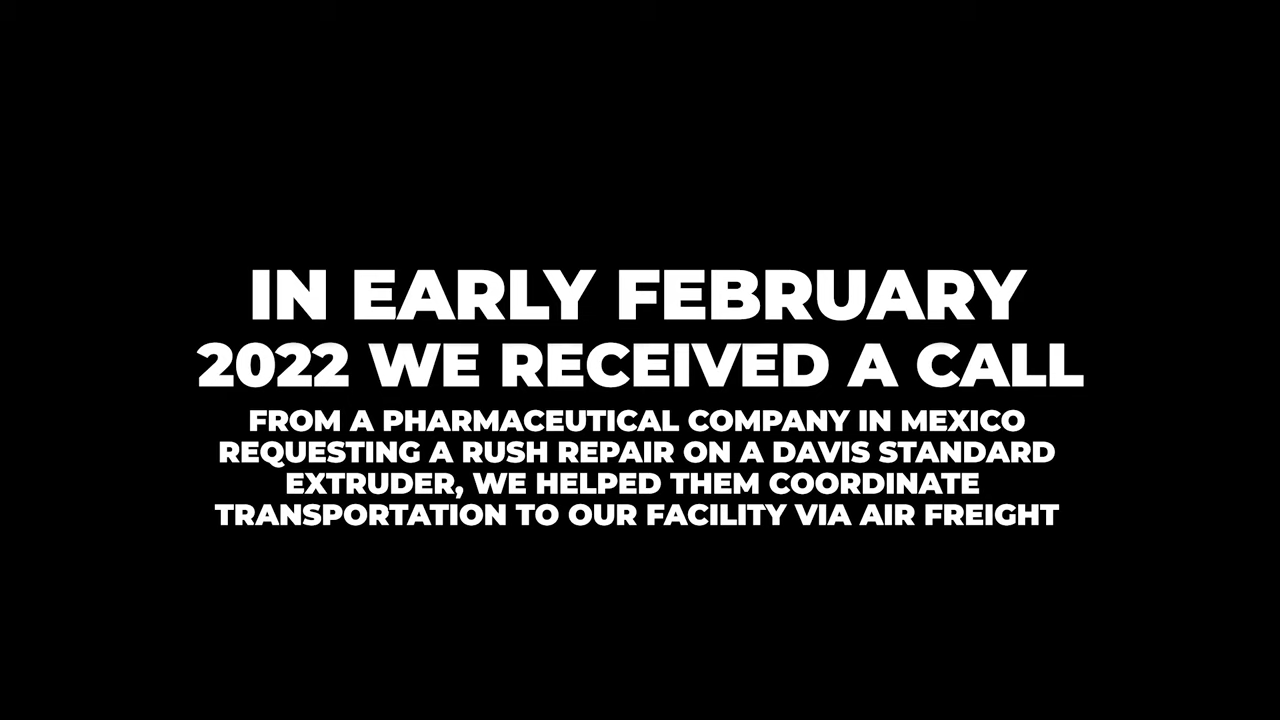 IN EARLY FEBRUARY
2022 WE RECEIVED A CALL
FROM A PHARMACEUTICAL COMPANY IN MEXICO
REQUESTING A RUSH REPAIR ON A DAVIS STANDARD
EXTRUDER, WE HELPED THEM COORDINATE
TRANSPORTATION TO OUR FACILITY VIA AIR FREIGHT